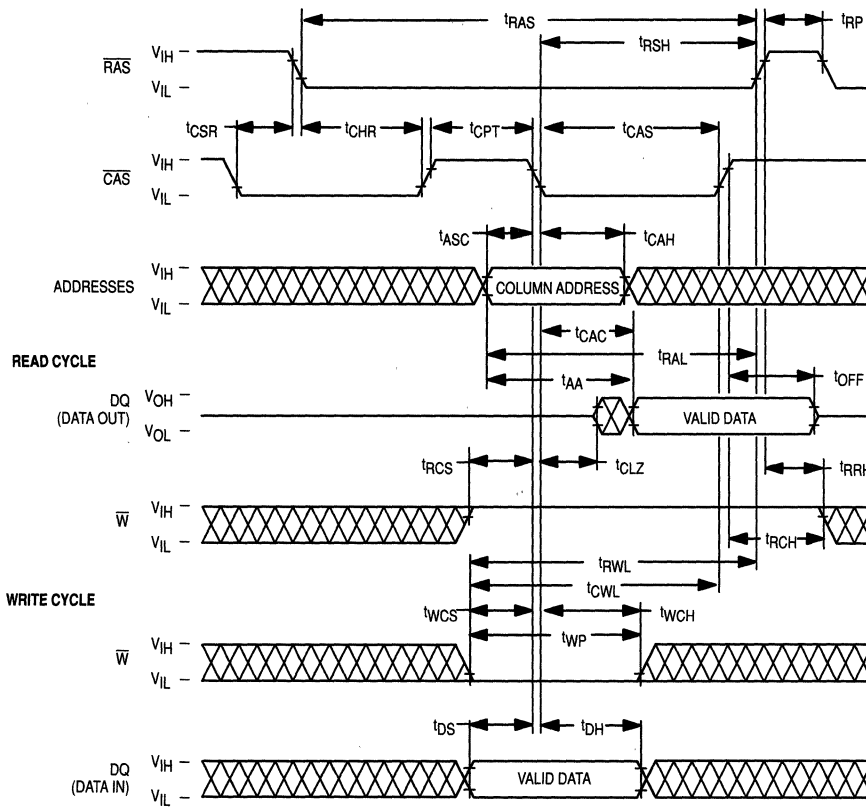 tRAS tRP
tRSH
RAS VIH
VIL
tCSR tCHR tCPT tCAS
CAS VIH
VIL
tASC tCAH
ADDRESSES VIH
VIL
COLUMN ADDRESS
tCAC
READ CYCLE
tRAL
tAA tOFF
DQ (DATA OUT) VOH
VOL
VALID DATA
tRCS tCLZ tRRH
W VIH
VIL
tRCH
tRWL
tCWL
WRITE CYCLE
tWCS tWCH
tWP
W VIH
VIL
tDS tDH
DQ (DATA IN) VIH
VIL
VALID DATA